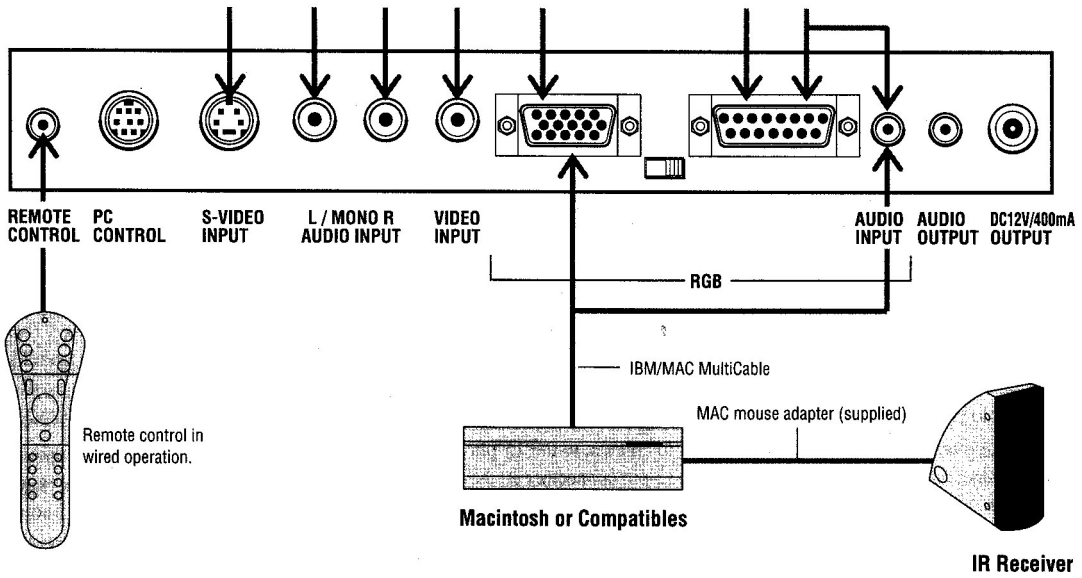 REMOTE CONTROL
PC CONTROL
S-VIDEO INPUT
L / MONO R AUDIO INPUT
VIDEO INPUT
AUDIO INPUT
AUDIO OUTPUT
DC12V/400mA OUTPUT
RGB
IBM/MAC MultiCable
MAC mouse adapter (supplied)
Remote control in
wired operation.
Macintosh or Compatibles
IR Receiver